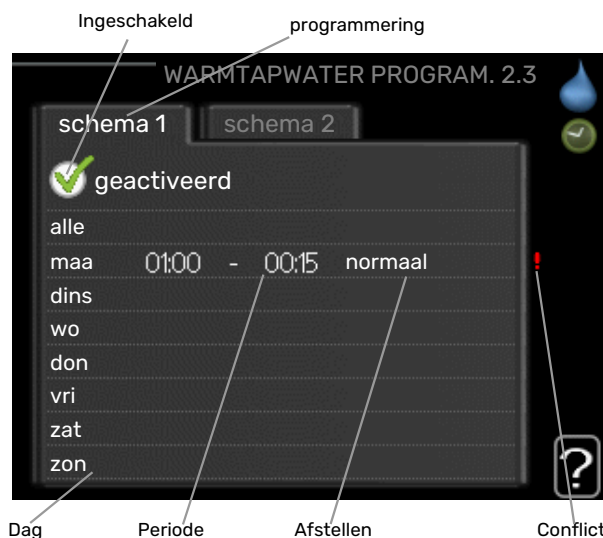 Ingeschakeld
programmering
WARMTAPWATER PROGRAM. 2.3
schema 1 schema 2
geactiveerd
alle
maa 01:00 - 00:15 normaal !
dins
wo
don
vri
zat
zon
?
Dag Periode Afstellen Conflict